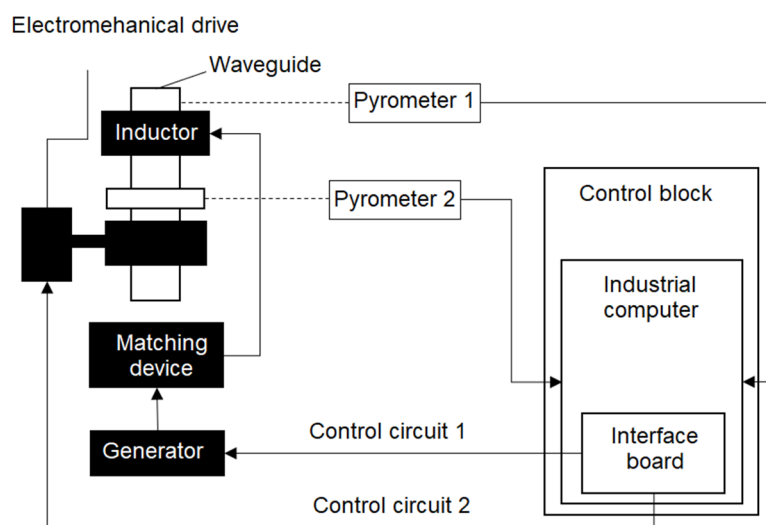 Electromehanical drive
Waveguide
Pyrometer 1
Inductor
Pyrometer 2
Control block
Industrial
computer
Matching
device
Control circuit 1
Interface
board
Generator
Control circuit 2